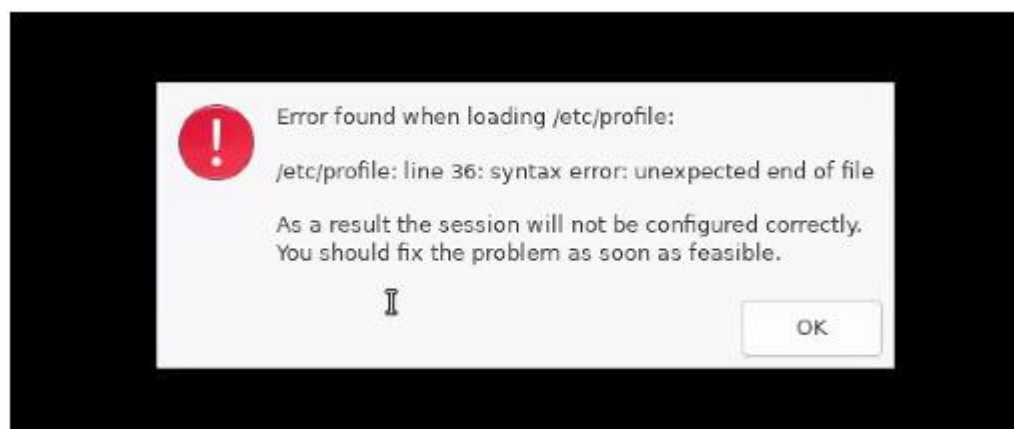 Error found when loading /etc/profile:
/etc/profile: line 36: syntax error: unexpected end of file
As a result the session will not be configured correctly.
You should fix the problem as soon as feasible.
OK